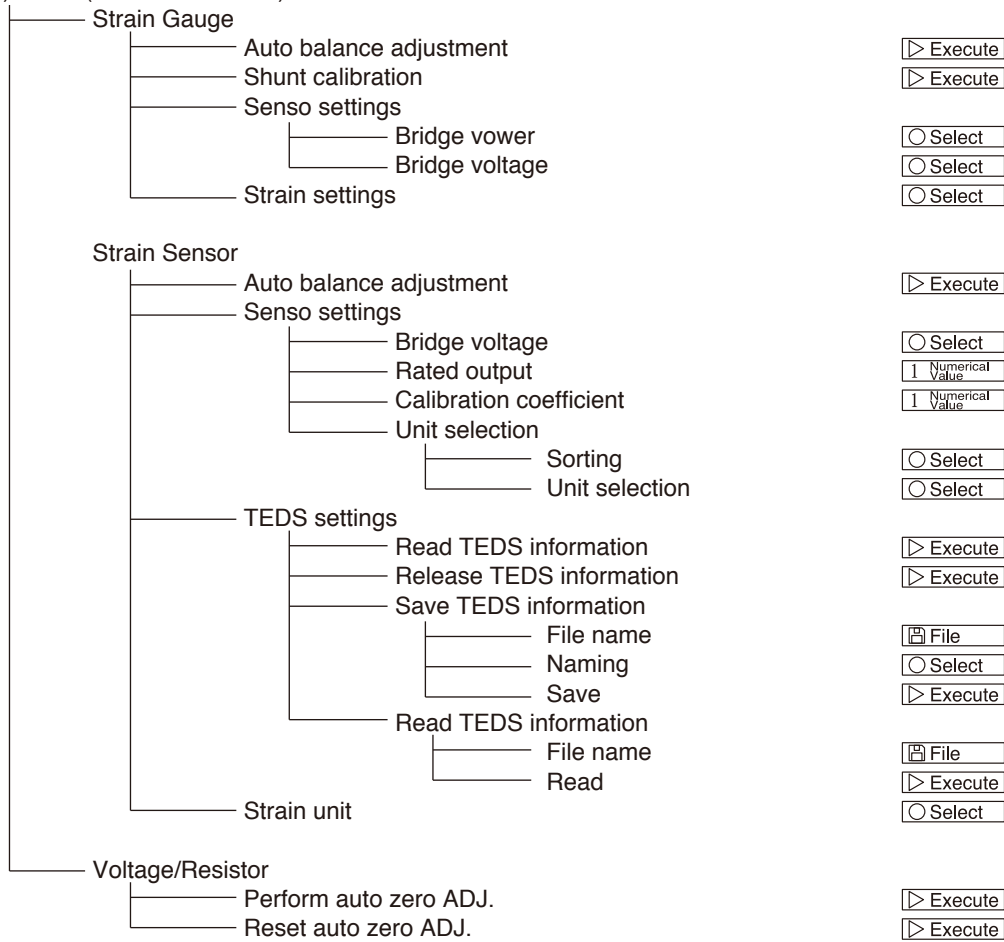 Strain Gauge
Auto balance adjustment ▷ Execute
Shunt calibration ▷ Execute
Senso settings
Bridge vower ○ Select
Bridge voltage ○ Select
Strain settings ○ Select
Strain Sensor
Auto balance adjustment ▷ Execute
Senso settings
Bridge voltage ○ Select
Rated output 1 Numerical Value
Calibration coefficient 1 Numerical Value
Unit selection
Sorting ○ Select
Unit selection ○ Select
TEDS settings
Read TEDS information ▷ Execute
Release TEDS information ▷ Execute
Save TEDS information
File name File
Naming ○ Select
Save ▷ Execute
Read TEDS information
File name File
Read ▷ Execute
Strain unit ○ Select
Voltage/Resistor
Perform auto zero ADJ. ▷ Execute
Reset auto zero ADJ. ▷ Execute